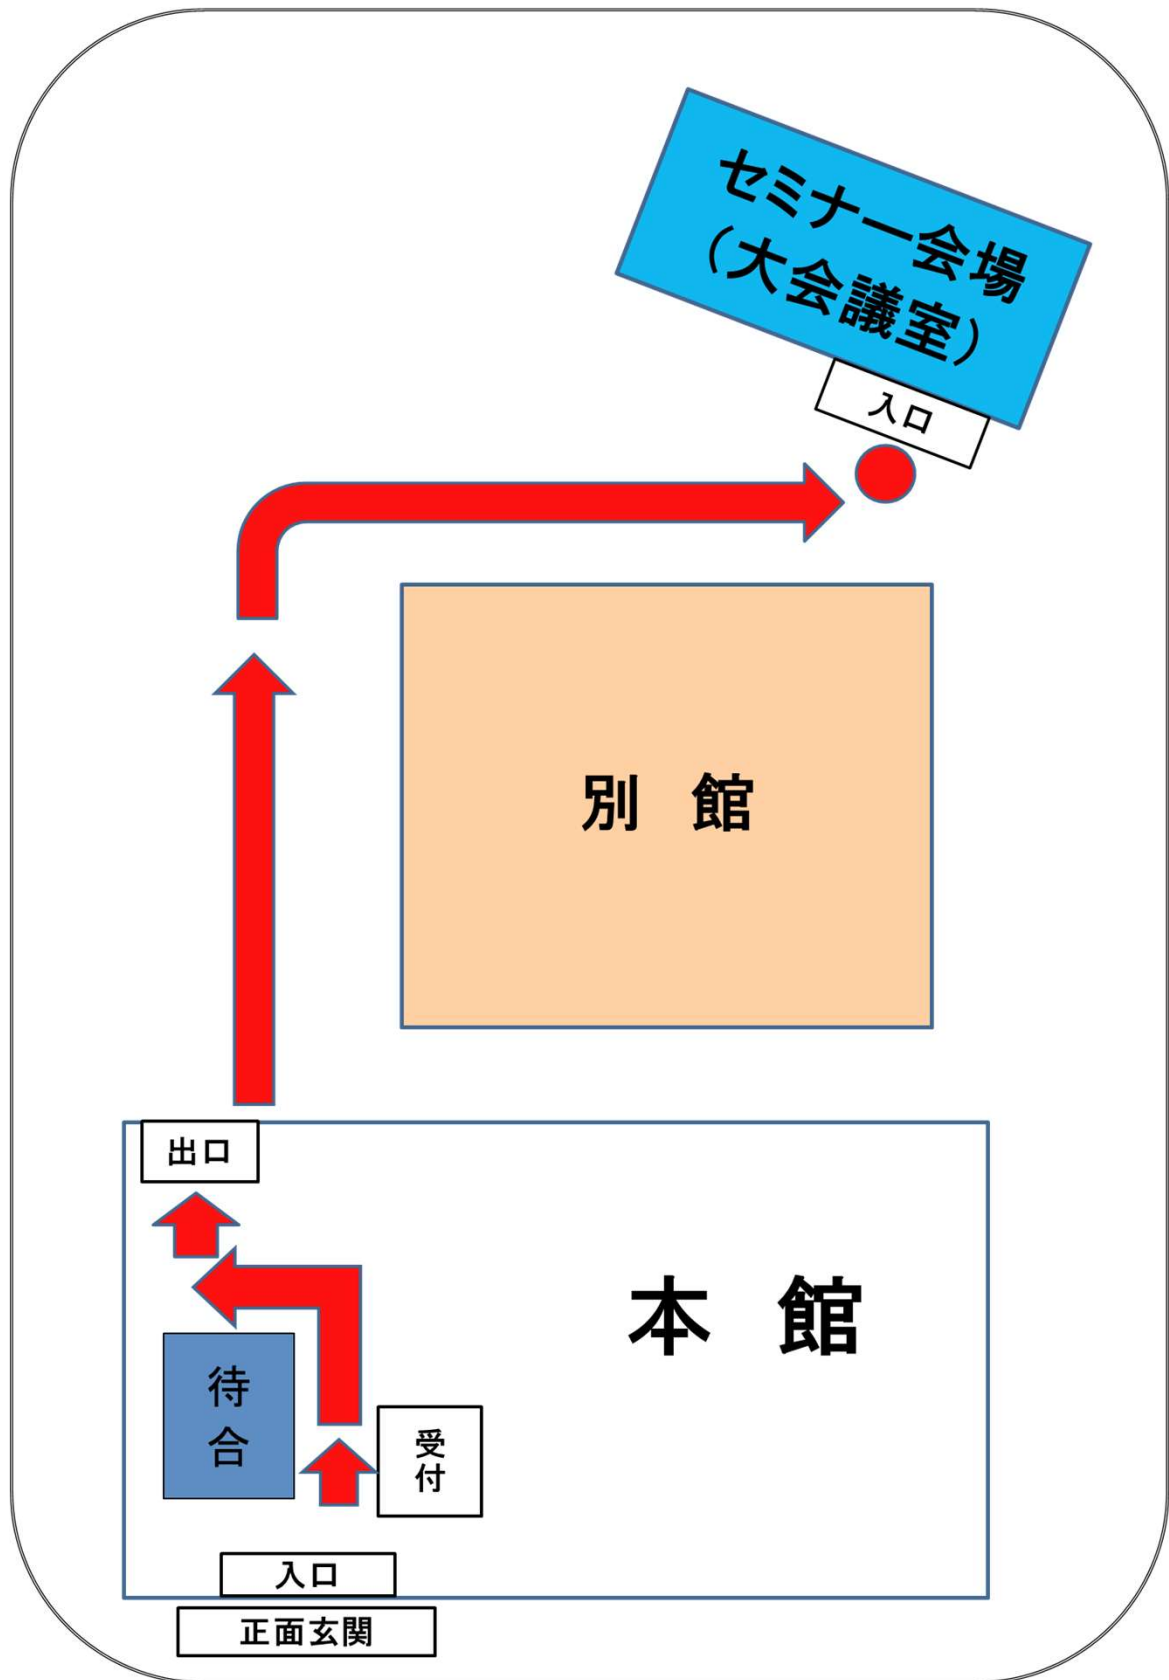 セミナー会場
（大会議室）
入口
別 館
出口
本 館
待
合
受
付
入口
正面玄関